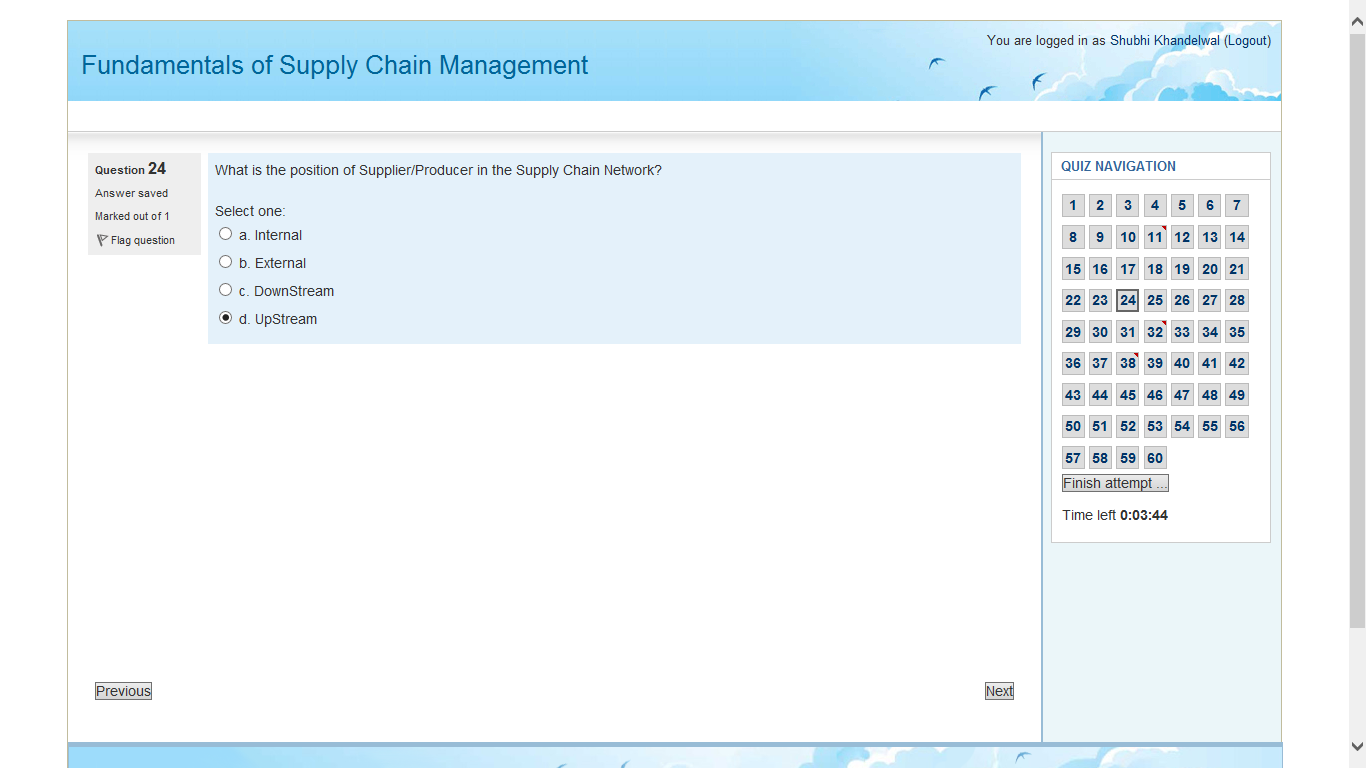 You are logged in as Shubhi Khandelwal (Logout)
Fundamentals of Supply Chain Management
Question 24
Answer saved
Marked out of 1
Flag question
What is the position of Supplier/Producer in the Supply Chain Network?
Select one:
a. Internal
b. External
c. DownStream
d. UpStream
Previous
Next
QUIZ NAVIGATION
1 2 3 4 5 6 7
8 9 10 11 12 13 14
15 16 17 18 19 20 21
22 23 24 25 26 27 28
29 30 31 32 33 34 35
36 37 38 39 40 41 42
43 44 45 46 47 48 49
50 51 52 53 54 55 56
57 58 59 60
Finish attempt ...
Time left 0:03:44